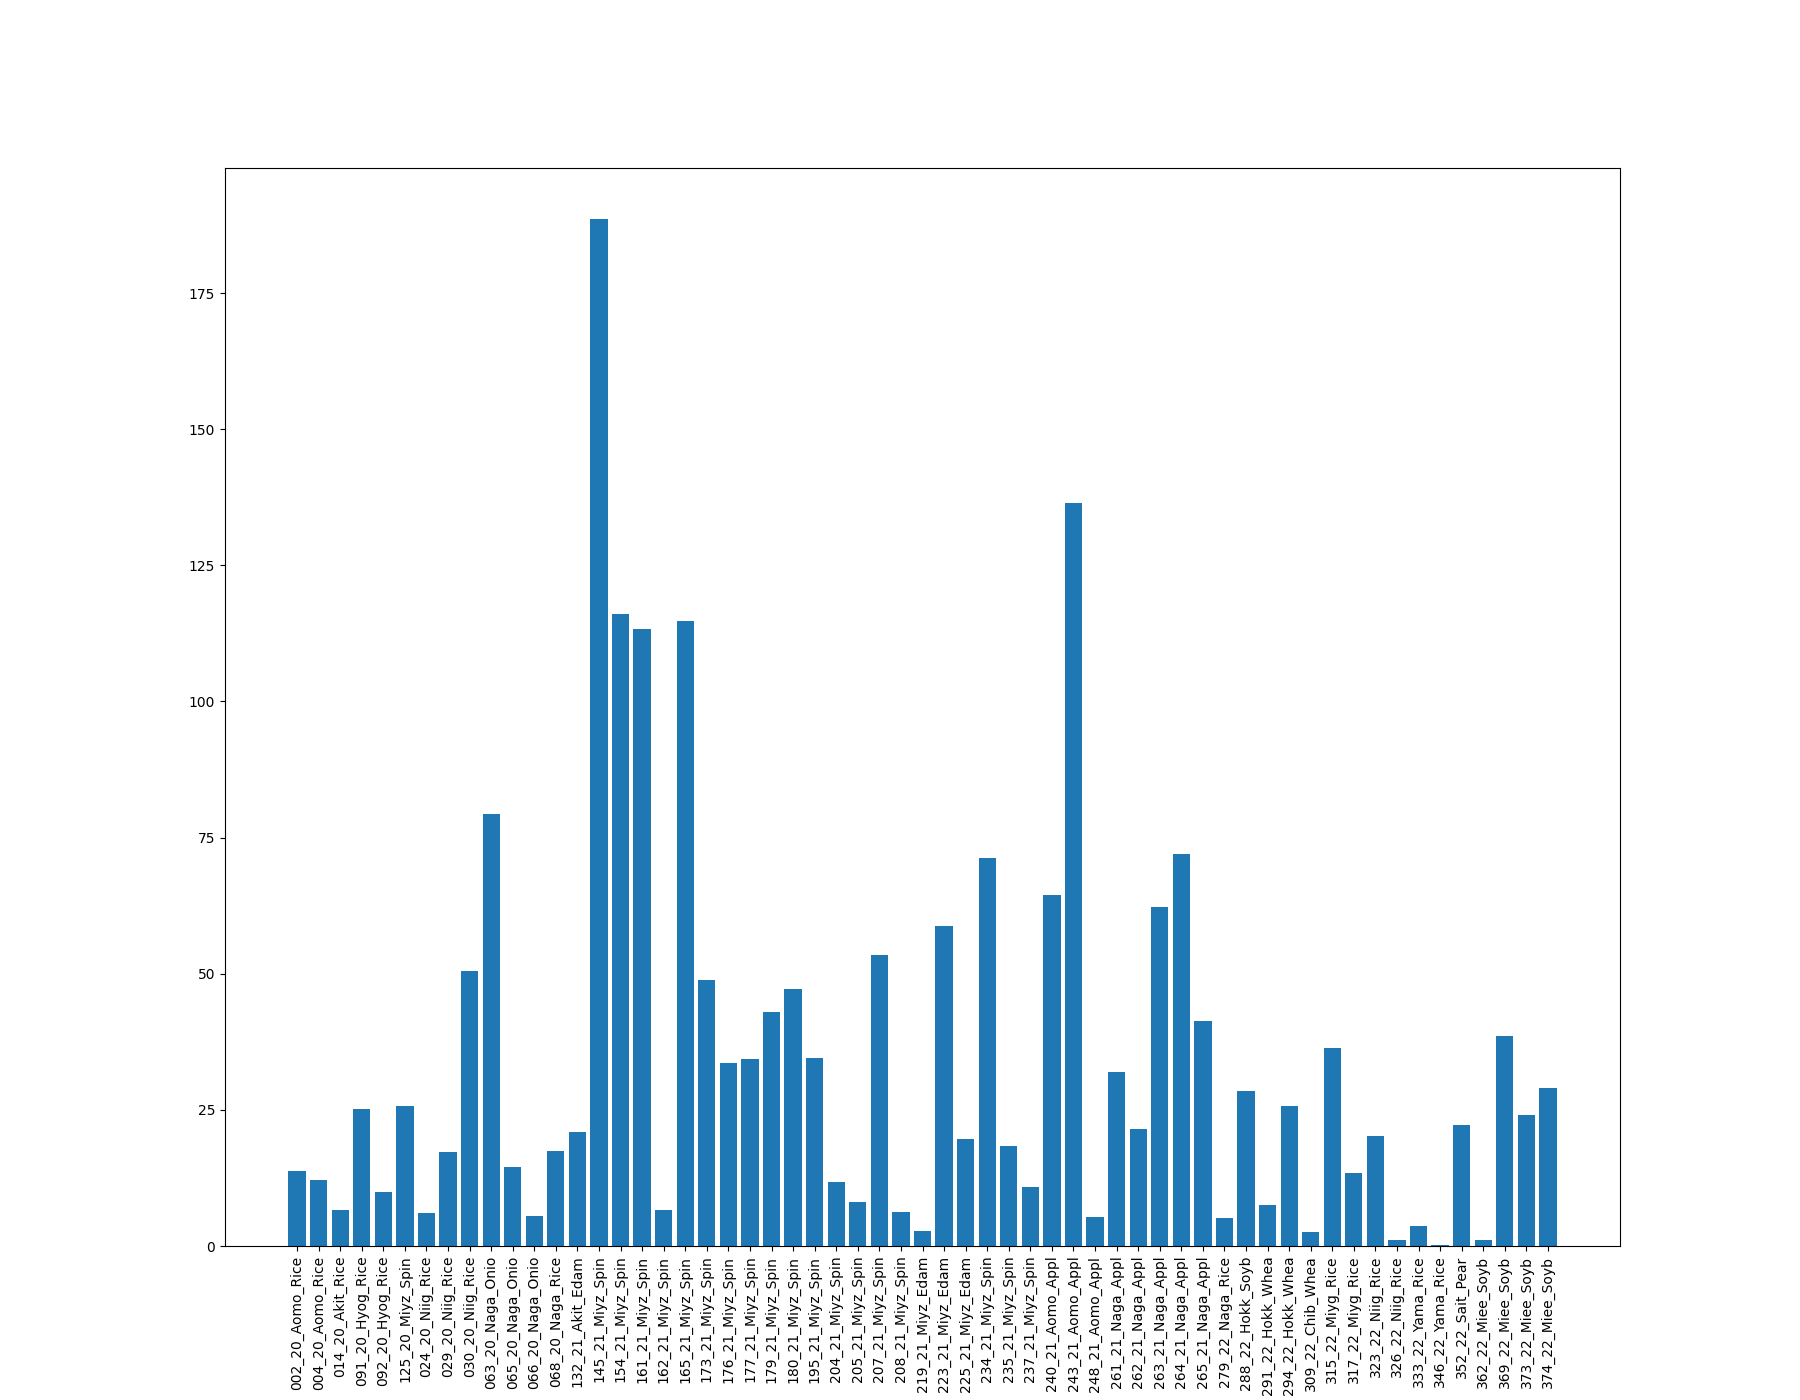 175
150
125
100
75
50
25
0
002_20_Aomo_Rice
004_20_Aomo_Rice
014_20_Akit_Rice
091_20_Hyog_Rice
092_20_Hyog_Rice
125_20_Miyz_Spin
024_20_Niig_Rice
029_20_Niig_Rice
030_20_Niig_Rice
063_20_Naga_Onio
065_20_Naga_Onio
066_20_Naga_Onio
068_20_Naga_Rice
132_21_Akit_Edam
145_21_Miyz_Spin
154_21_Miyz_Spin
161_21_Miyz_Spin
162_21_Miyz_Spin
165_21_Miyz_Spin
173_21_Miyz_Spin
176_21_Miyz_Spin
177_21_Miyz_Spin
179_21_Miyz_Spin
180_21_Miyz_Spin
195_21_Miyz_Spin
204_21_Miyz_Spin
205_21_Miyz_Spin
207_21_Miyz_Spin
208_21_Miyz_Spin
219_21_Miyz_Edam
223_21_Miyz_Edam
225_21_Miyz_Edam
234_21_Miyz_Spin
235_21_Miyz_Spin
237_21_Miyz_Spin
240_21_Aomo_Appl
243_21_Aomo_Appl
248_21_Aomo_Appl
261_21_Naga_Appl
262_21_Naga_Appl
263_21_Naga_Appl
264_21_Naga_Appl
265_21_Naga_Appl
279_22_Naga_Rice
288_22_Hokk_Soyb
291_22_Hokk_Whea
294_22_Hokk_Whea
309_22_Chib_Whea
315_22_Miyg_Rice
317_22_Miyg_Rice
323_22_Niig_Rice
326_22_Niig_Rice
333_22_Yama_Rice
346_22_Yama_Rice
352_22_Sait_Pear
362_22_Miee_Soyb
369_22_Miee_Soyb
373_22_Miee_Soyb
374_22_Miee_Soyb